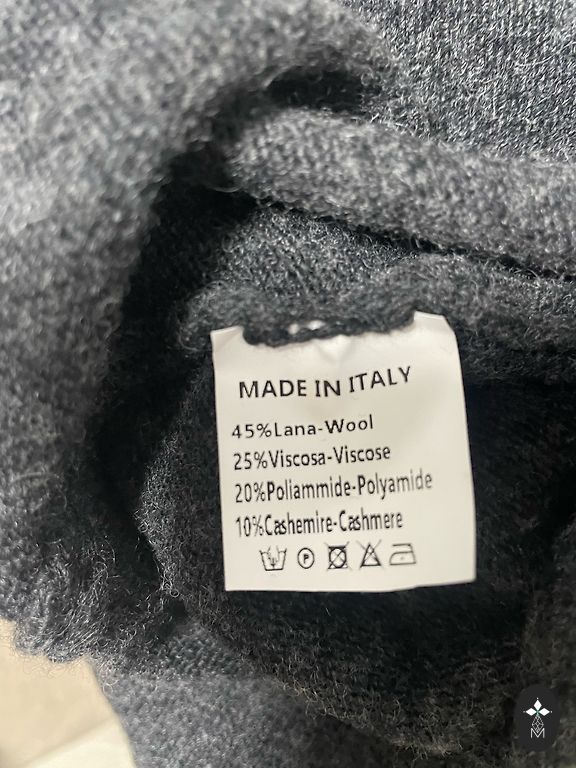 MADE IN ITALY
45%Lana-Wool
25%Viscosa-Viscose
20%Poliammide-Polyamide
10%Cashemire-Cashmere
P
M